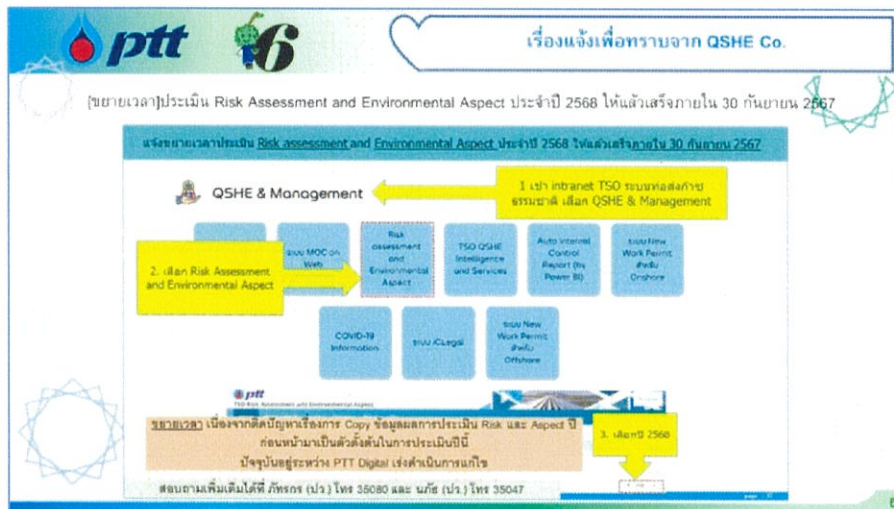 ptt
6
เรื่องแจ้งเพื่อทราบจาก QSHE Co.
[ขยายเวลา]ประเมิน Risk Assessment and Environmental Aspect ประจำปี 2568 ให้แล้วเสร็จภายใน 30 กันยายน 2567
แจ้งขยายเวลาประเมิน Risk assessment and Environmental Aspect ประจำปี 2568 ให้แล้วเสร็จภายใน 30 กันยายน 2567
QSHE & Management
1 เข้า intranet TSO ระบบท่อส่งก๊าซ
ธรรมชาติ เลือก QSHE & Management
2. เลือก Risk Assessment
and Environmental Aspect
ระบบ MOC on
Web
Risk
assessment
and
Environmental
Aspect
TSO QSHE
Intelligence
and Services
Auto Internal
Control
Report (by
Power BI)
ระบบ New
Work Permit
สำหรับ
Onshore
COVID-19
Information
ระบบ iCLegal
ระบบ New
Work Permit
สำหรับ
Offshore
ptt
TSO Risk Assessment and Environmental Aspect
ขยายเวลา เนื่องจากติดปัญหาเรื่องการ Copy ข้อมูลผลการประเมิน Risk และ Aspect ปี
ก่อนหน้ามาเป็นตัวตั้งต้นในการประเมินปีนี้
ปัจจุบันอยู่ระหว่าง PTT Digital เร่งดำเนินการแก้ไข
3. เลือกปี 2568
สอบถามเพิ่มเติมได้ที่ ภัทรกร (ปว.) โทร 35080 และ นภัธ (ปว.) โทร 35047